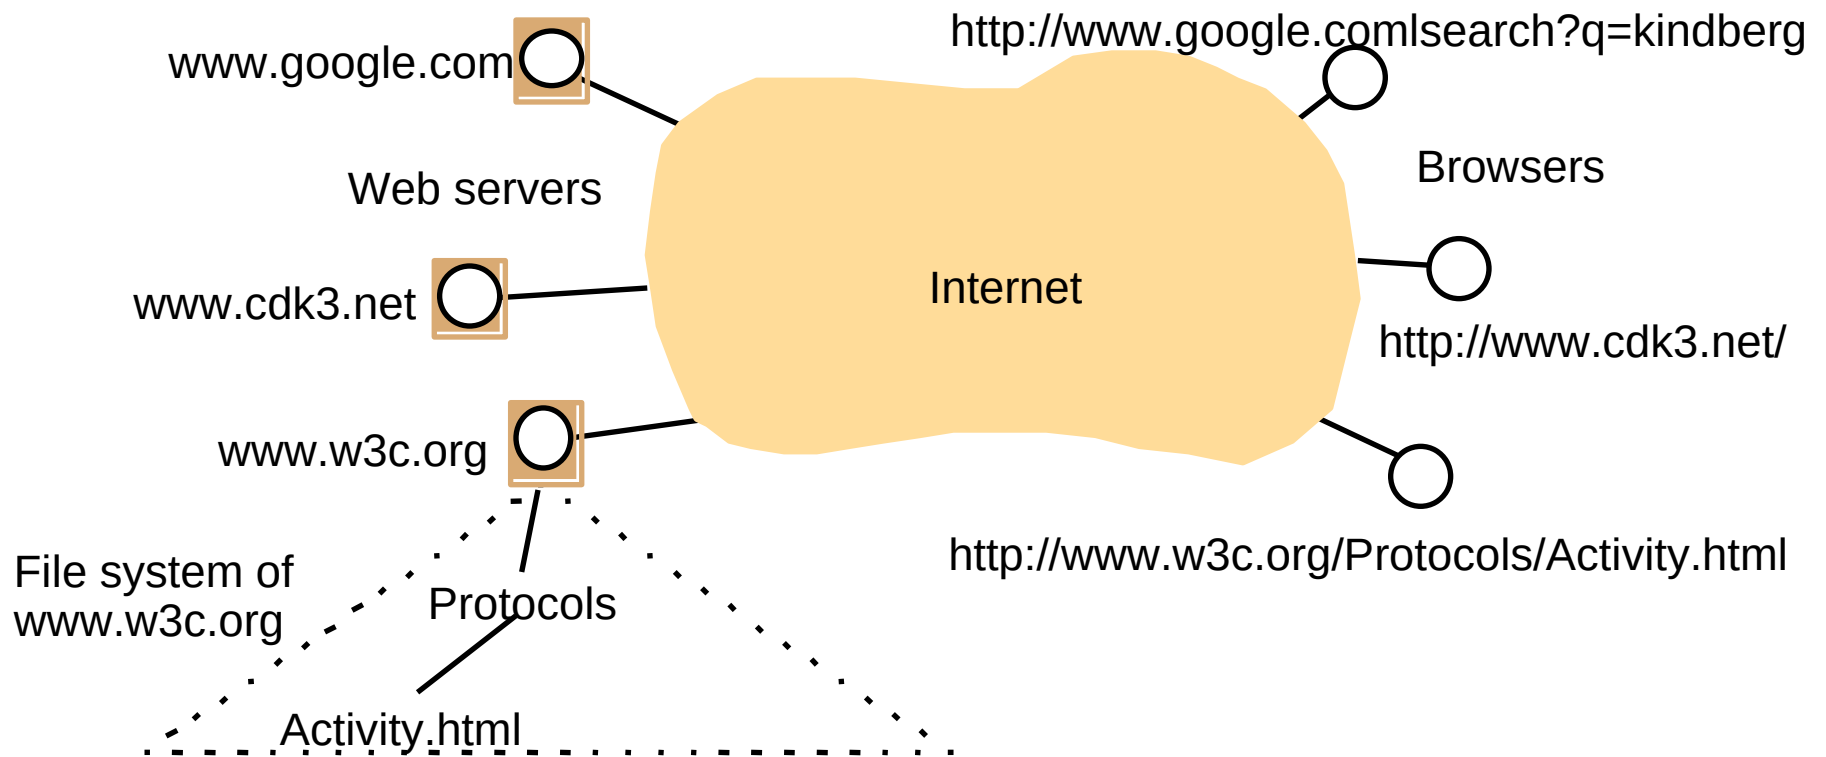 http://www.google.comlsearch?q=kindberg
www.google.com
Browsers
Web servers
Internet
www.cdk3.net
http://www.cdk3.net/
www.w3c.org
http://www.w3c.org/Protocols/Activity.html
File system of
www.w3c.org
Protocols
Activity.html